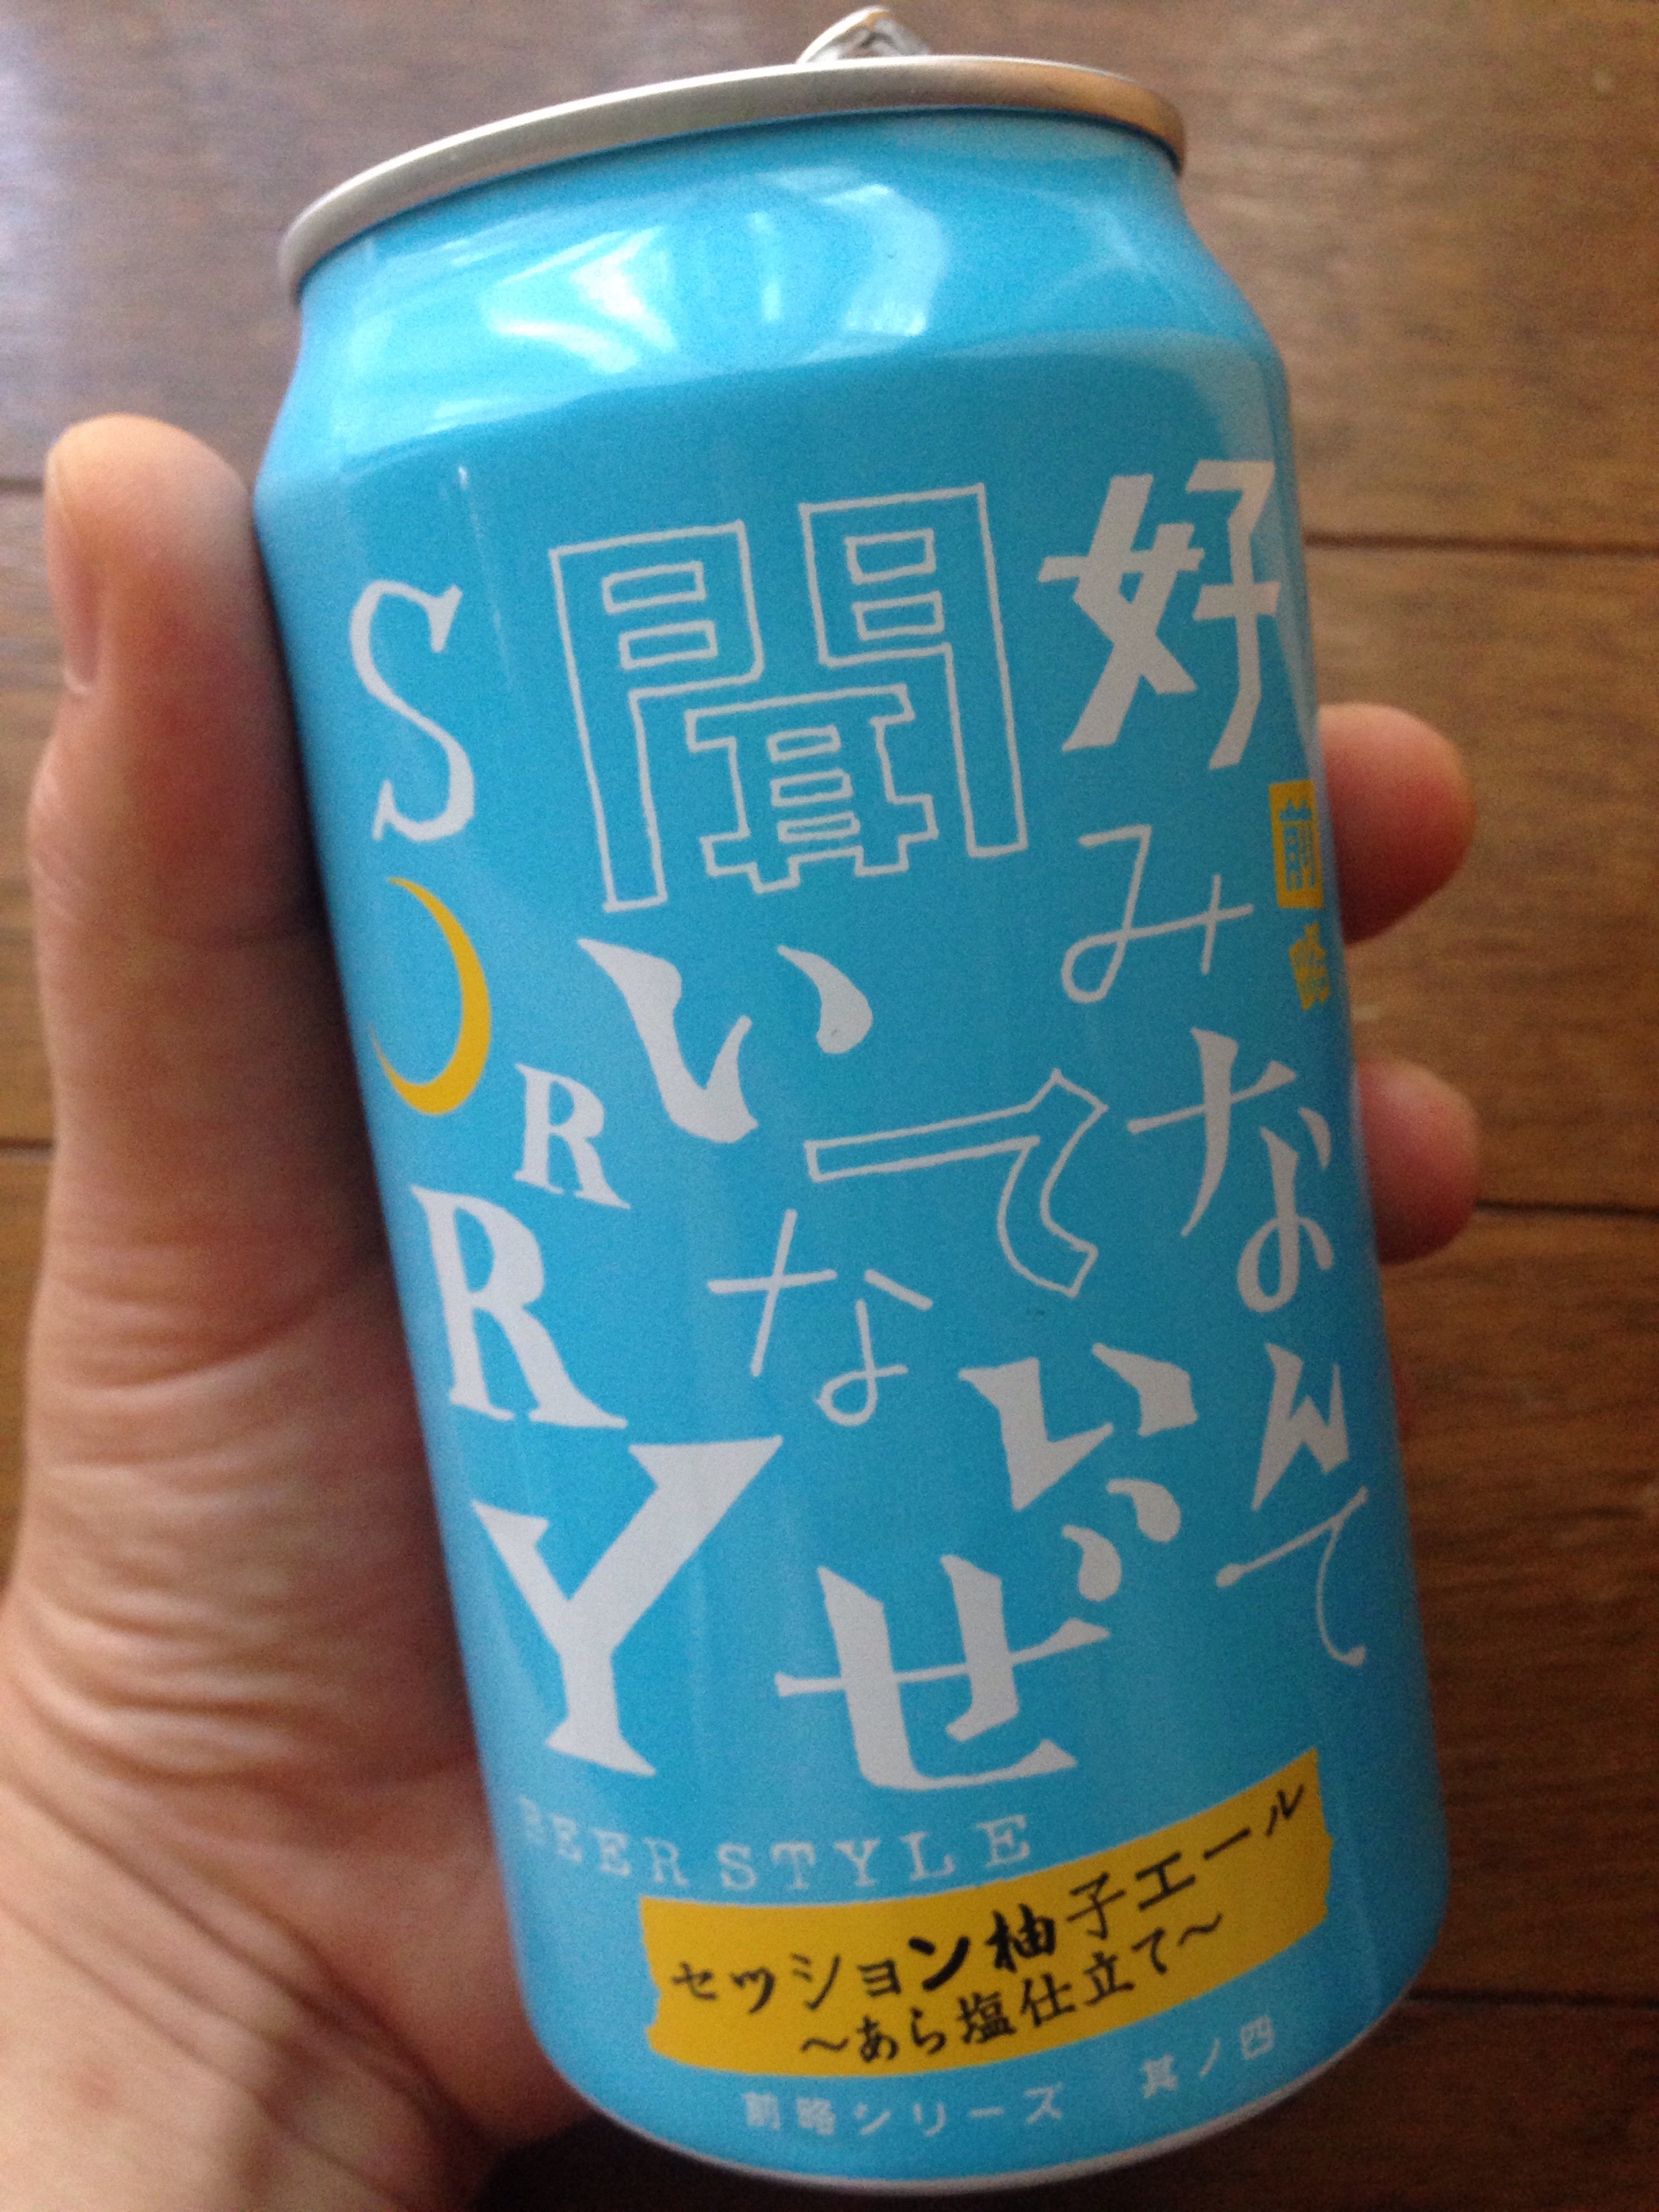 前略
好みなんて
聞いてないぜ
SORRY
BEER STYLE
セッション柚子エール
～あら塩仕立て～
前略シリーズ 其ノ四